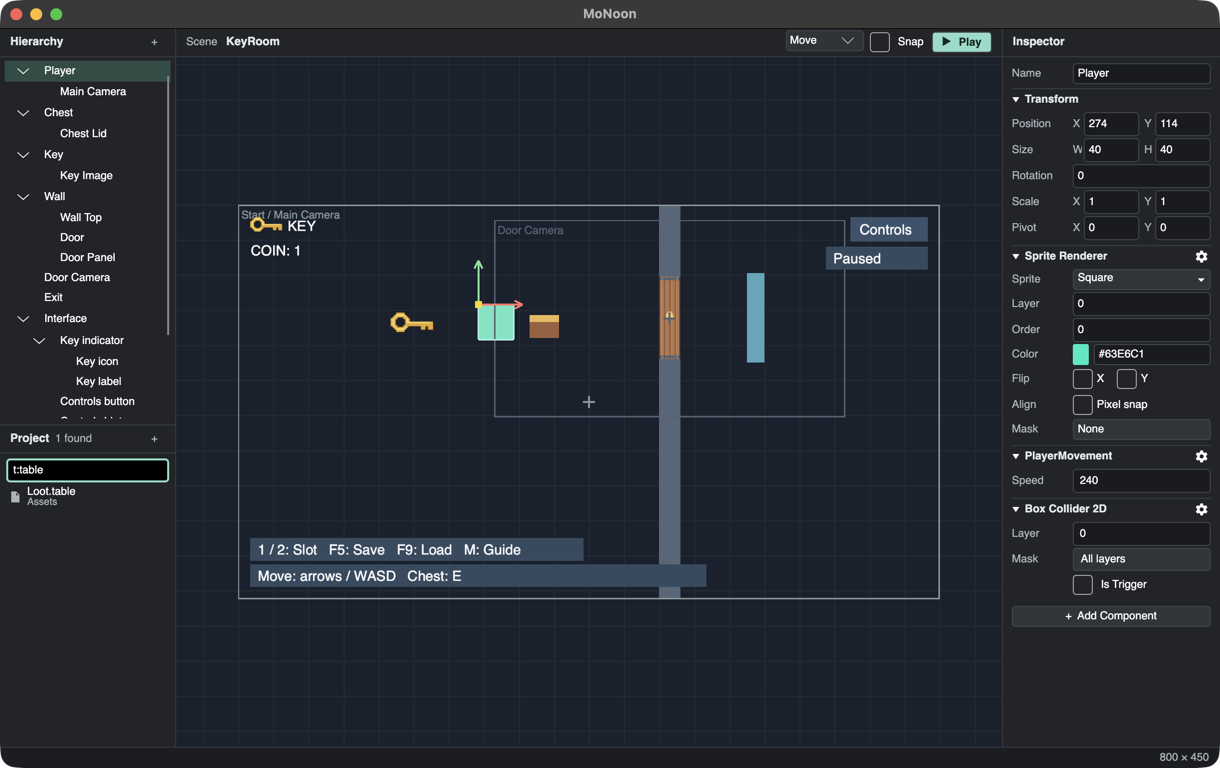 MoNoon
Hierarchy +
Scene KeyRoom
Move
Snap
Play
Inspector
Player
Main Camera
Chest
Chest Lid
Key
Key Image
Wall
Wall Top
Door
Door Panel
Door Camera
Exit
Interface
Key indicator
Key icon
Key label
Controls button
Project 1 found +
t:table
Loot.table
Assets
Start / Main Camera
KEY
COIN: 1
Door Camera
Controls
Paused
1 / 2: Slot F5: Save F9: Load M: Guide
Move: arrows / WASD Chest: E
Name Player
Transform
Position X 274 Y 114
Size W 40 H 40
Rotation 0
Scale X 1 Y 1
Pivot X 0 Y 0
Sprite Renderer
Sprite Square
Layer 0
Order 0
Color #63E6C1
Flip X Y
Align Pixel snap
Mask None
PlayerMovement
Speed 240
Box Collider 2D
Layer 0
Mask All layers
Is Trigger
+ Add Component
800 × 450